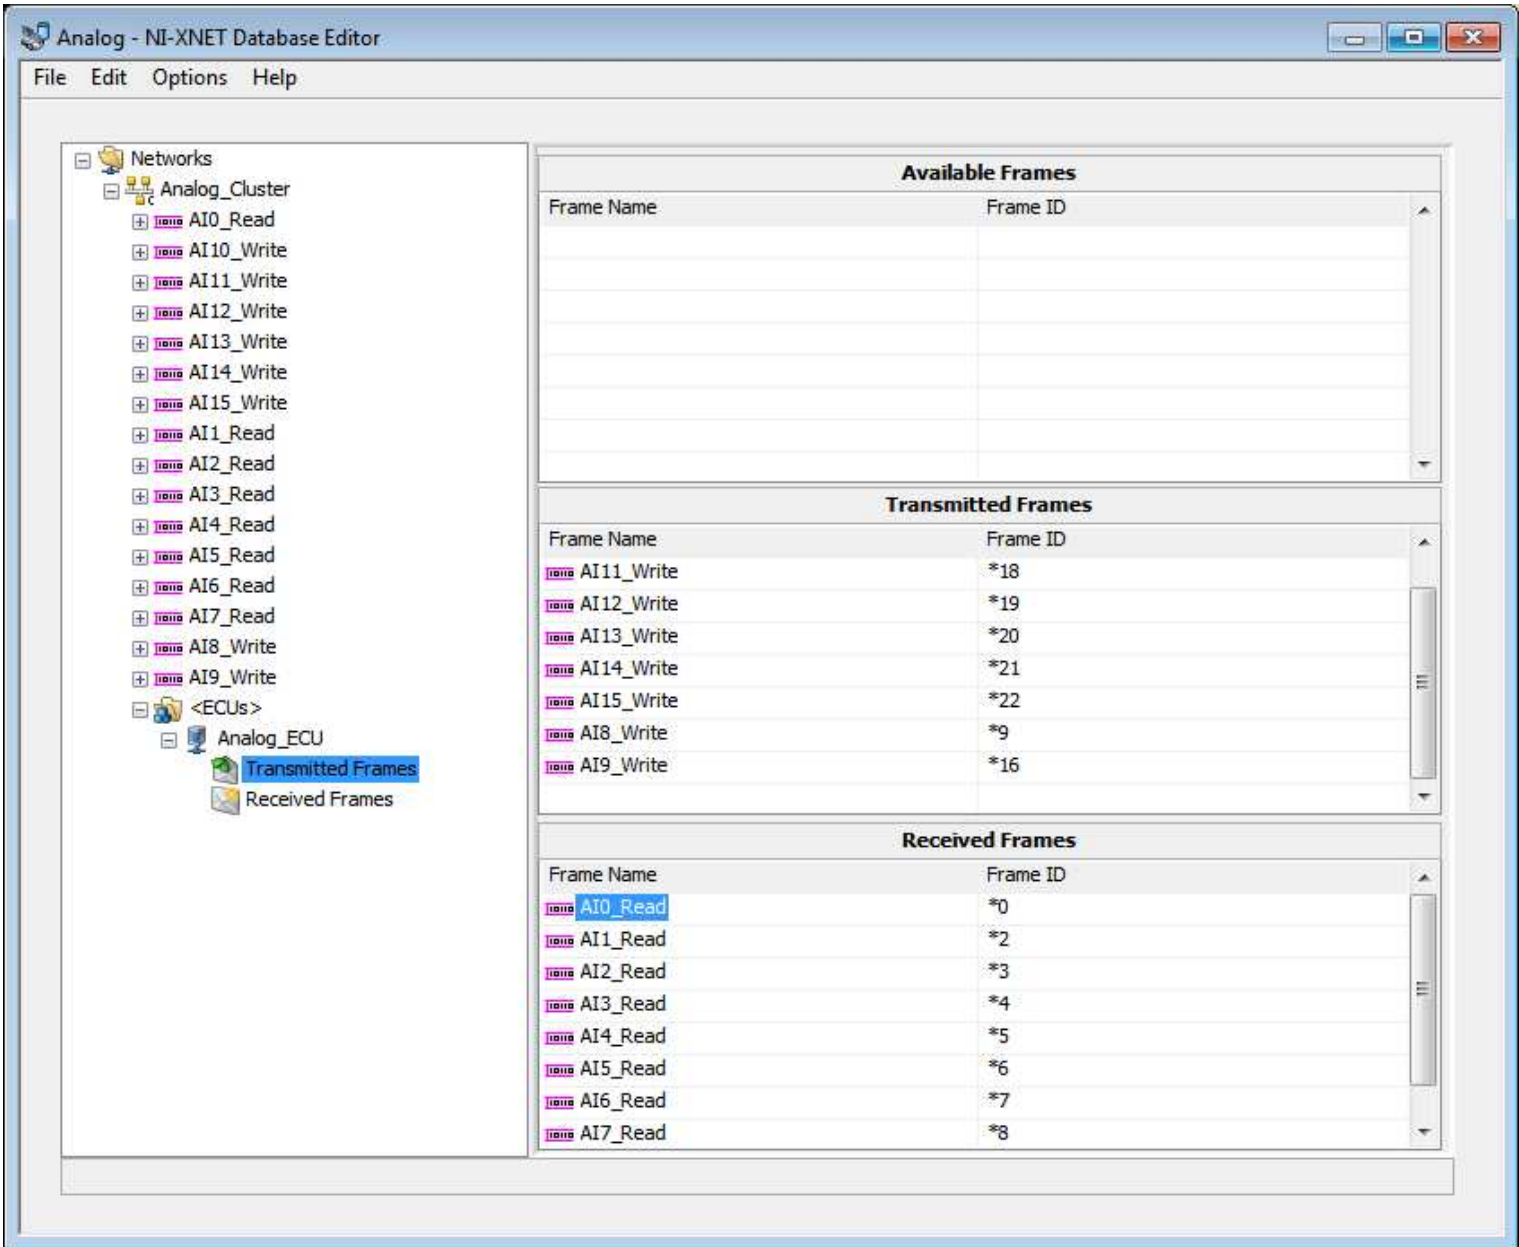 Analog - NI-XNET Database Editor
File Edit Options Help
Networks
Analog_Cluster
AI0_Read
AI10_Write
AI11_Write
AI12_Write
AI13_Write
AI14_Write
AI15_Write
AI1_Read
AI2_Read
AI3_Read
AI4_Read
AI5_Read
AI6_Read
AI7_Read
AI8_Write
AI9_Write
<ECUs>
Analog_ECU
Transmitted Frames
Received Frames
Available Frames
Frame Name Frame ID
Transmitted Frames
Frame Name Frame ID
AI11_Write *18
AI12_Write *19
AI13_Write *20
AI14_Write *21
AI15_Write *22
AI8_Write *9
AI9_Write *16
Received Frames
Frame Name Frame ID
AI0_Read *0
AI1_Read *2
AI2_Read *3
AI3_Read *4
AI4_Read *5
AI5_Read *6
AI6_Read *7
AI7_Read *8